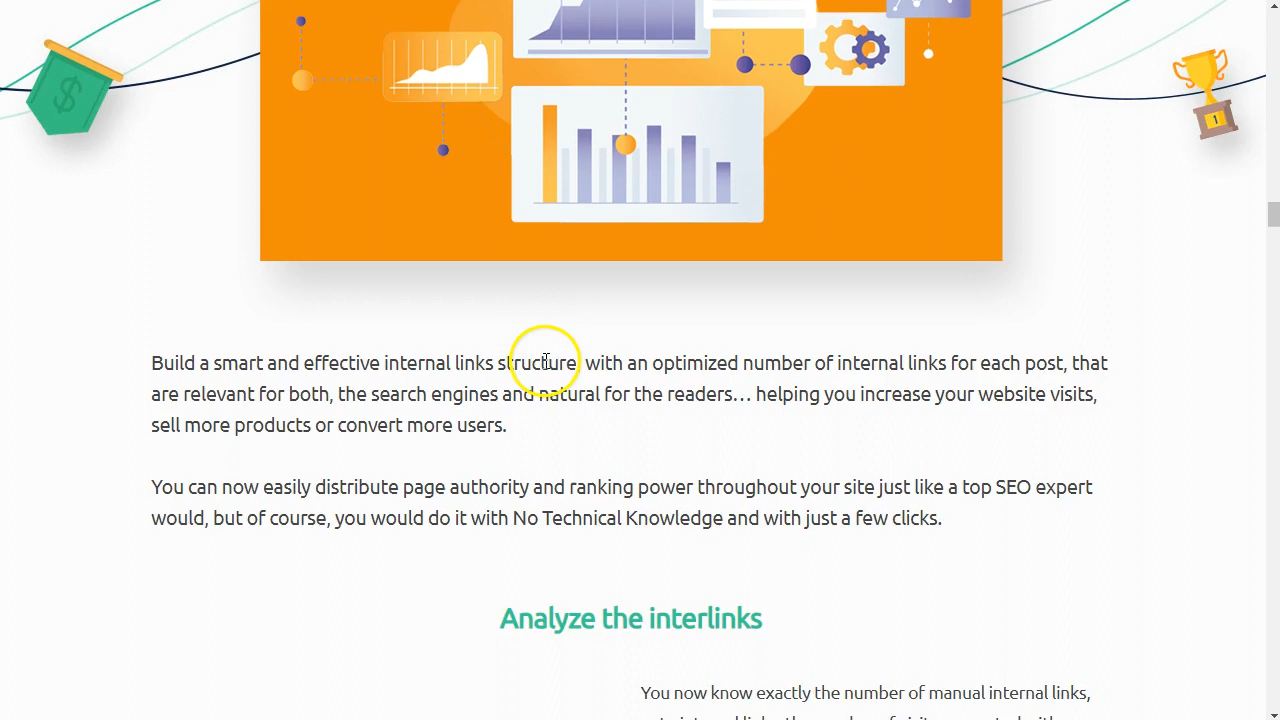 $
1
Build a smart and effective internal links structure, with an optimized number of internal links for each post, that
are relevant for both, the search engines and natural for the readers… helping you increase your website visits,
sell more products or convert more users.
You can now easily distribute page authority and ranking power throughout your site just like a top SEO expert
would, but of course, you would do it with No Technical Knowledge and with just a few clicks.
Analyze the interlinks
You now know exactly the number of manual internal links,